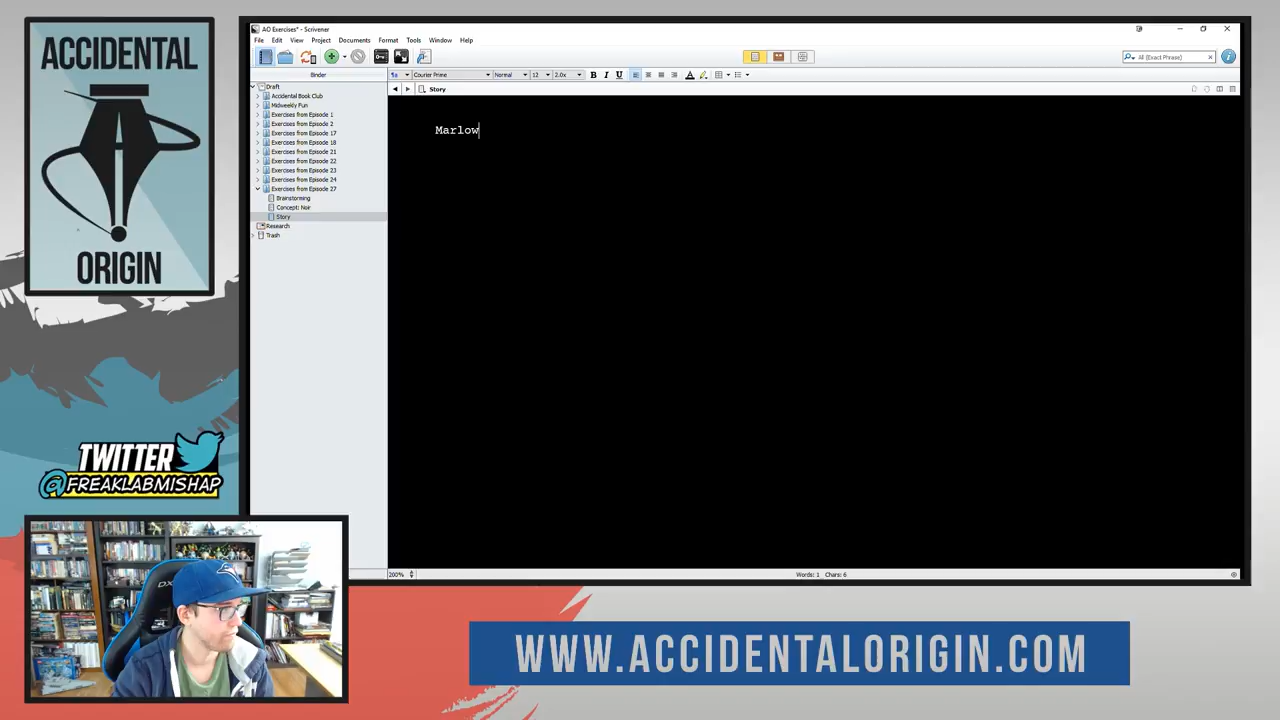 ACCIDENTAL
ORIGIN
TWITTER
@FREAKLABMISHAP
AO Exercises* - Scrivener
File Edit View Project Documents Format Tools Window Help
All (Exact Phrase)
Binder
Courier Prime Normal 12 2.0x B I U A
Draft
Story
Accidental Book Club
Midweekly Fun
Exercises from Episode 1
Exercises from Episode 2
Exercises from Episode 17
Exercises from Episode 18
Exercises from Episode 21
Exercises from Episode 22
Exercises from Episode 23
Exercises from Episode 24
Exercises from Episode 27
Brainstorming
Concept: Noir
Story
Research
Trash
Marlow
200%
Words: 1 Chars: 6
DX
WWW.ACCIDENTALORIGIN.COM